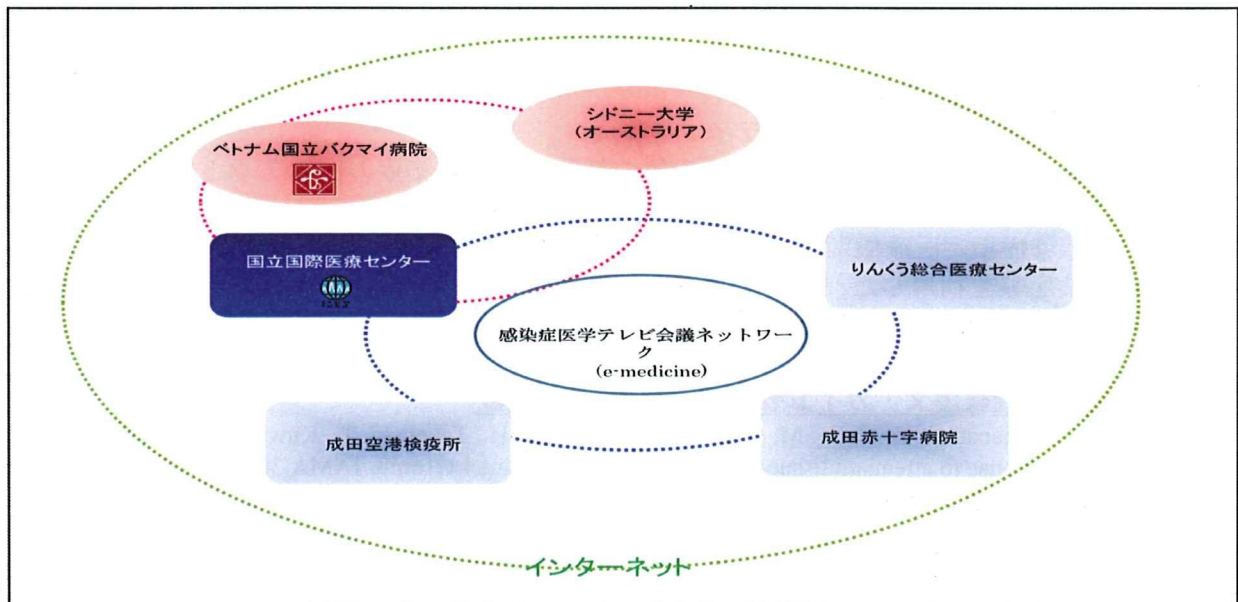 シドニー大学
(オーストラリア)
ベトナム国立バクマイ病院
国立国際医療センター
りんくう総合医療センター
感染症医学テレビ会議ネットワー
ク
(e-medicine)
成田空港検疫所
成田赤十字病院
インターネット